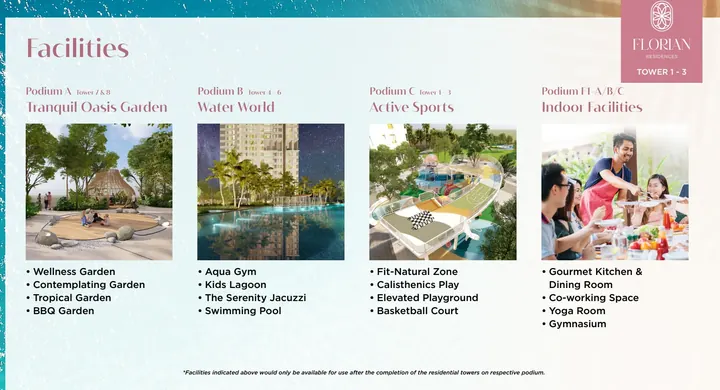 FLORIAN
RESIDENCES
TOWER 1 - 3
Facilities
Podium A Tower 7 & 8
Tranquil Oasis Garden
• Wellness Garden
• Contemplating Garden
• Tropical Garden
• BBQ Garden
Podium B Tower 4 - 6
Water World
• Aqua Gym
• Kids Lagoon
• The Serenity Jacuzzi
• Swimming Pool
Podium C Tower 1 - 3
Active Sports
• Fit-Natural Zone
• Calisthenics Play
• Elevated Playground
• Basketball Court
Podium F1-A/B/C
Indoor Facilities
• Gourmet Kitchen &
Dining Room
• Co-working Space
• Yoga Room
• Gymnasium
*Facilities indicated above would only be available for use after the completion of the residential towers on respective podium.